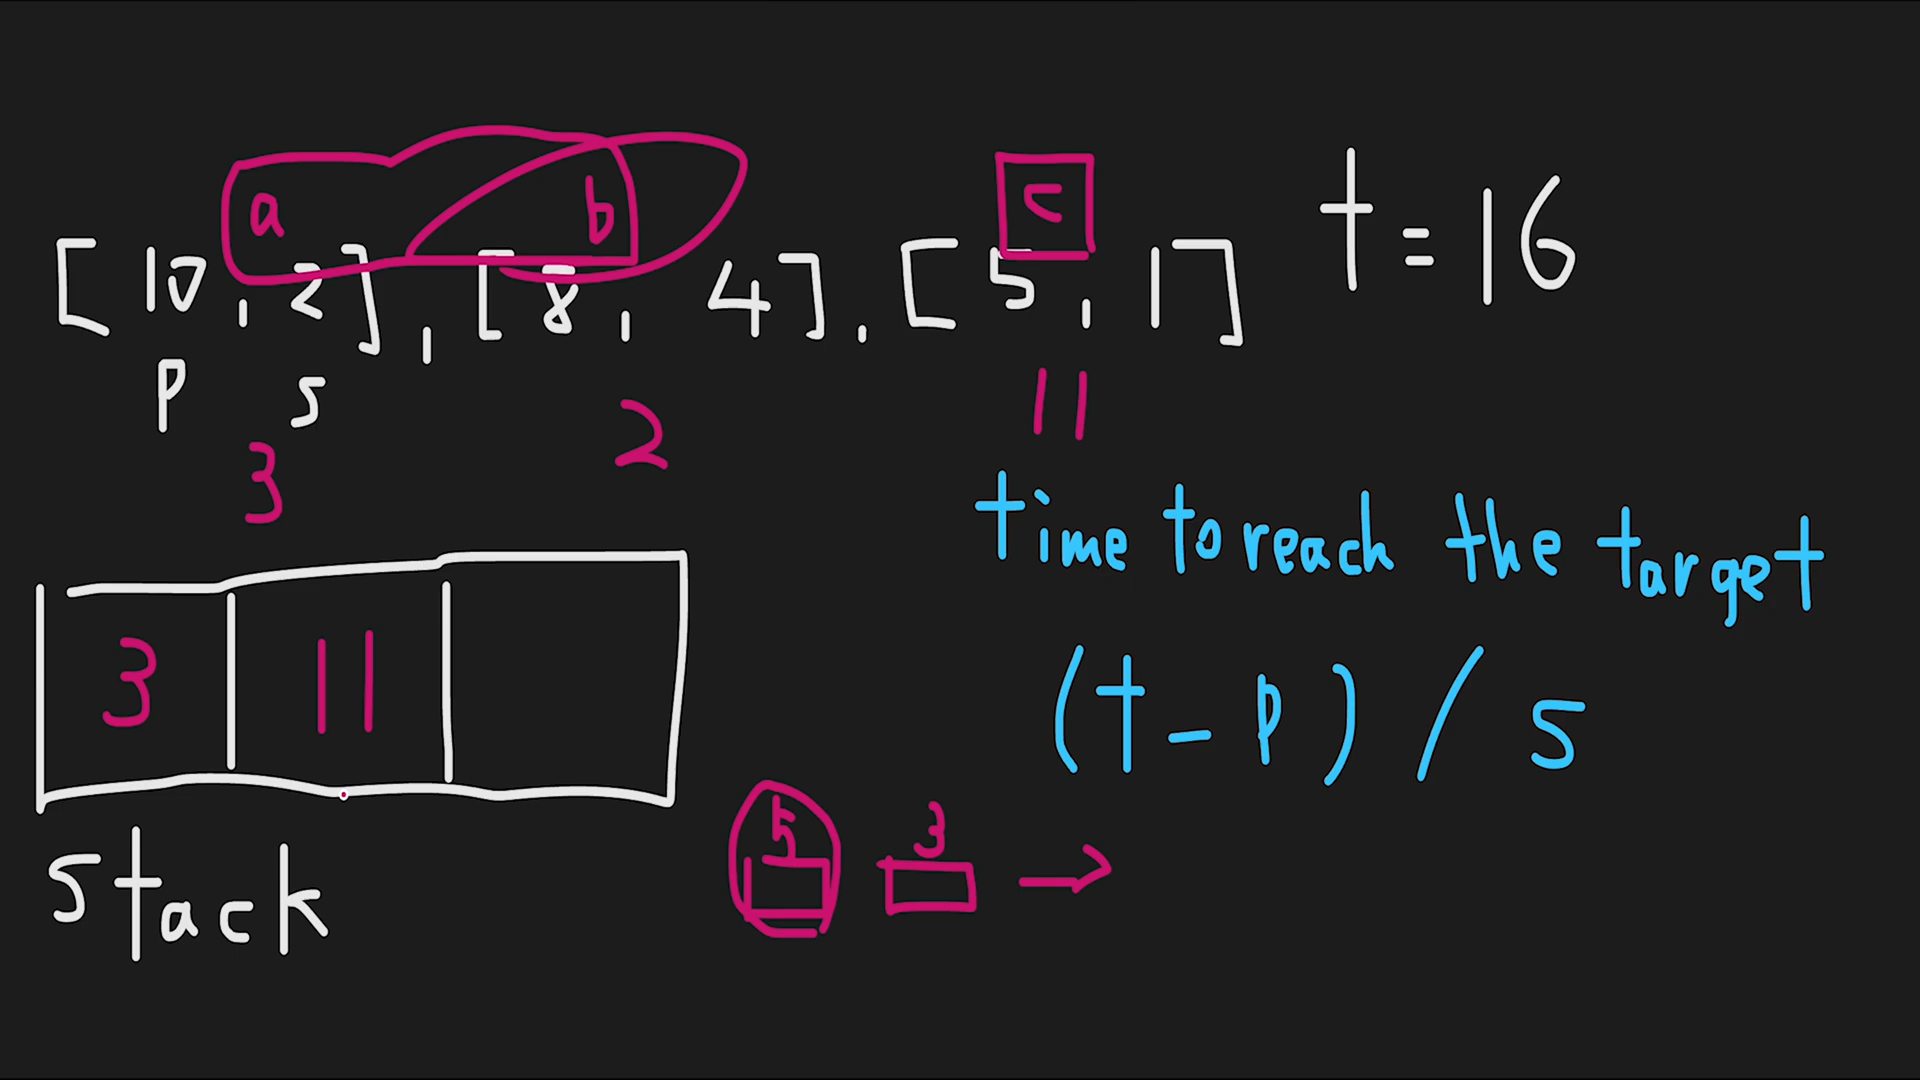 a b c
[10,2],[8,4],[5,1] t=16
p s
3 2 11
time to reach the target
3 11
(t-p)/s
5 3 →
stack